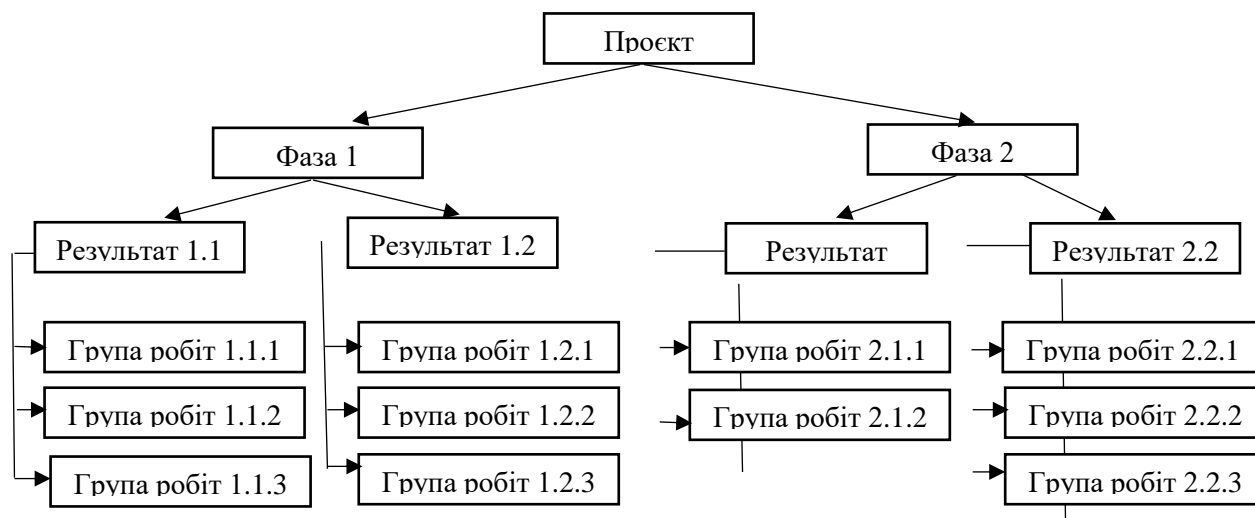 Проєкт
Фаза 1
Фаза 2
Результат 1.1
Результат 1.2
Результат
Результат 2.2
Група робіт 1.1.1
Група робіт 1.2.1
Група робіт 2.1.1
Група робіт 2.2.1
Група робіт 1.1.2
Група робіт 1.2.2
Група робіт 2.1.2
Група робіт 2.2.2
Група робіт 1.1.3
Група робіт 1.2.3
Група робіт 2.2.3